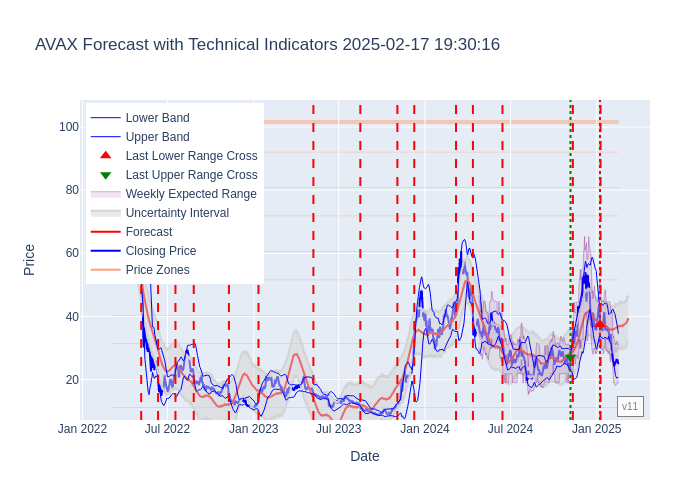 AVAX Forecast with Technical Indicators 2025-02-17 19:30:16
Lower Band
Upper Band
Last Lower Range Cross
Last Upper Range Cross
Weekly Expected Range
Uncertainty Interval
Forecast
Closing Price
Price Zones
100
80
60
40
20
Price
v11
Jan 2022
Jul 2022
Jan 2023
Jul 2023
Jan 2024
Jul 2024
Jan 2025
Date